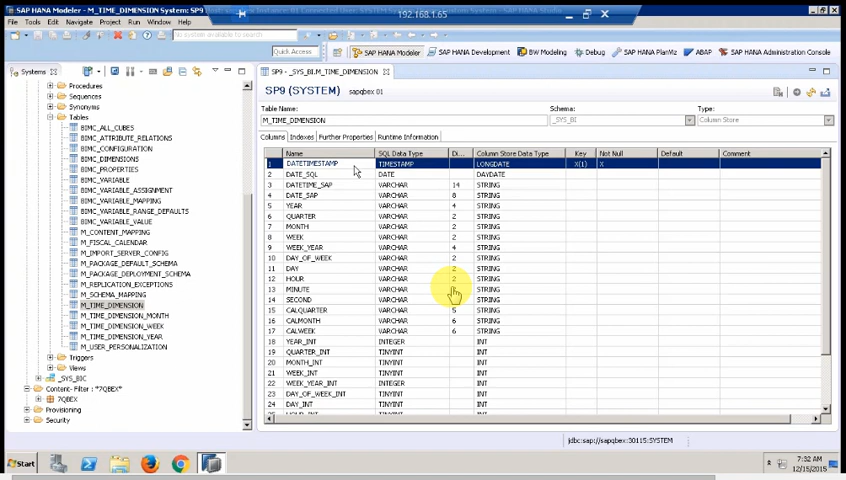 SAP HANA Modeler - M_TIME_DIMENSION System: SP9
192.168.1.65
File Edit Navigate Project Run Window Help
Quick Access
SAP HANA Modeler SAP HANA Development BW Modeling Debug SAP HANA PlanViz ABAP SAP HANA Administration Console
Systems
SP9 - _SYS_BI.M_TIME_DIMENSION
Procedures
Sequences
Synonyms
Tables
BIMC_ALL_CUBES
BIMC_ATTRIBUTE_RELATIONS
BIMC_CONFIGURATION
BIMC_DIMENSIONS
BIMC_PROPERTIES
BIMC_VARIABLE
BIMC_VARIABLE_ASSIGNMENT
BIMC_VARIABLE_MAPPING
BIMC_VARIABLE_RANGE_DEFAULTS
BIMC_VARIABLE_VALUE
M_CONTENT_MAPPING
M_FISCAL_CALENDAR
M_IMPORT_SERVER_CONFIG
M_PACKAGE_DEFAULT_SCHEMA
M_PACKAGE_DEPLOYMENT_SCHEMA
M_REPLICATION_EXCEPTIONS
M_SCHEMA_MAPPING
M_TIME_DIMENSION
M_TIME_DIMENSION_MONTH
M_TIME_DIMENSION_WEEK
M_TIME_DIMENSION_YEAR
M_USER_PERSONALIZATION
Triggers
Views
_SYS_BIC
Content- Filter : "7QBEX"
7QBEX
Provisioning
Security
SP9 (SYSTEM) sapqbex 01
Table Name: Schema: Type:
M_TIME_DIMENSION _SYS_BI Column Store
Columns Indexes Further Properties Runtime Information
Name SQL Data Type Di... Column Store Data Type Key Not Null Default Comment
1 DATETIMESTAMP TIMESTAMP LONGDATE X(1) X
2 DATE_SQL DATE DAYDATE
3 DATETIME_SAP VARCHAR 14 STRING
4 DATE_SAP VARCHAR 8 STRING
5 YEAR VARCHAR 4 STRING
6 QUARTER VARCHAR 2 STRING
7 MONTH VARCHAR 2 STRING
8 WEEK VARCHAR 2 STRING
9 WEEK_YEAR VARCHAR 4 STRING
10 DAY_OF_WEEK VARCHAR 2 STRING
11 DAY VARCHAR 2 STRING
12 HOUR VARCHAR 2 STRING
13 MINUTE VARCHAR STRING
14 SECOND VARCHAR STRING
15 CALQUARTER VARCHAR 5 STRING
16 CALMONTH VARCHAR 6 STRING
17 CALWEEK VARCHAR 6 STRING
18 YEAR_INT INTEGER INT
19 QUARTER_INT TINYINT INT
20 MONTH_INT TINYINT INT
21 WEEK_INT TINYINT INT
22 WEEK_YEAR_INT INTEGER INT
23 DAY_OF_WEEK_INT TINYINT INT
24 DAY_INT TINYINT INT
jdbc:sap://sapqbex:30115:SYSTEM
Start
7:32 AM
12/15/2015